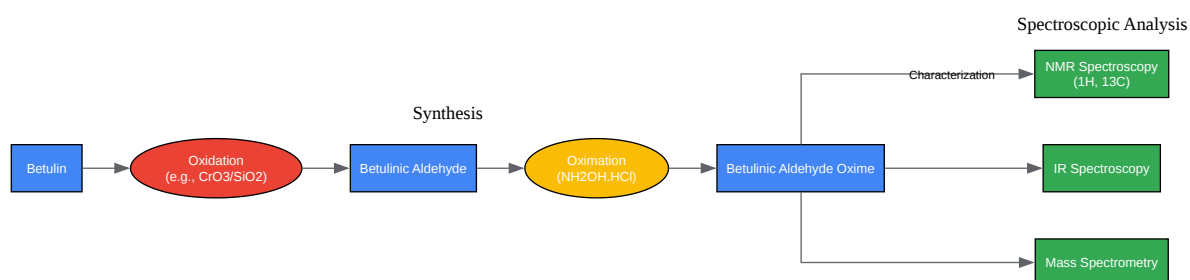 Spectroscopic Analysis
NMR Spectroscopy
(1H, 13C)
Characterization
Synthesis
Betulin
Oxidation
(e.g., CrO3/SiO2)
Betulinic Aldehyde
Oximation
(NH2OH.HCl)
Betulinic Aldehyde Oxime
IR Spectroscopy
Mass Spectrometry